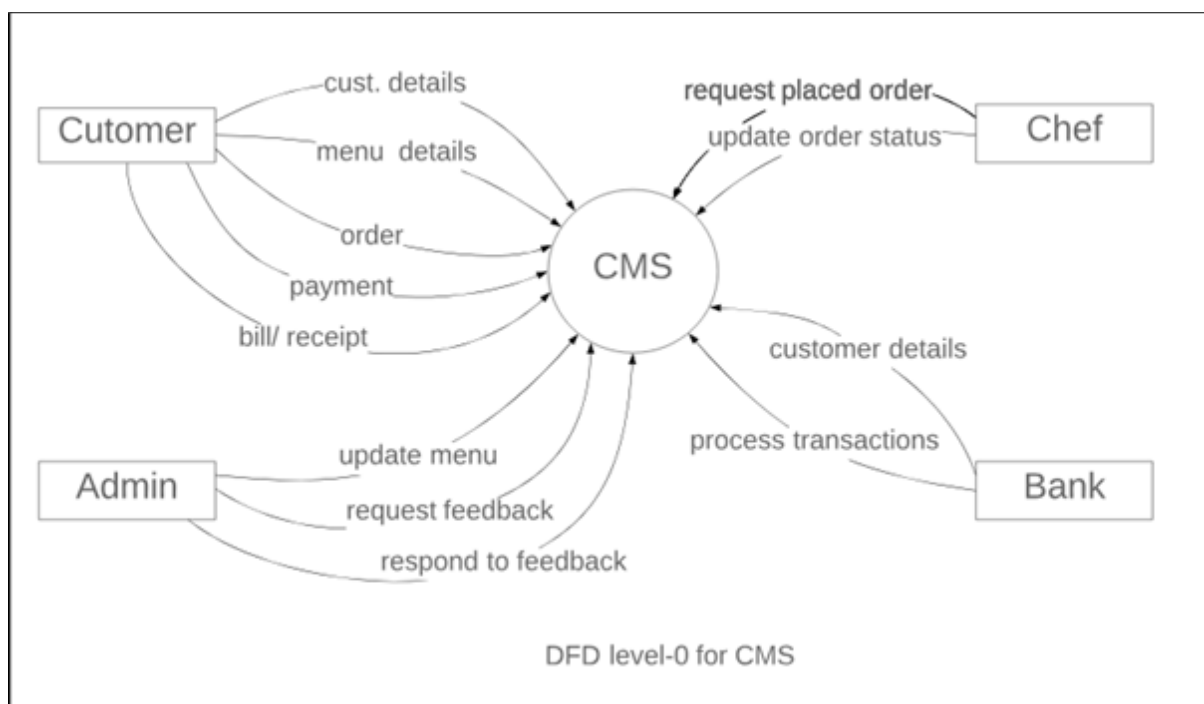 Cutomer
cust. details
menu details
order
payment
bill/ receipt
request placed order
update order status
Chef
CMS
customer details
process transactions
Bank
Admin
update menu
request feedback
respond to feedback
DFD level-0 for CMS